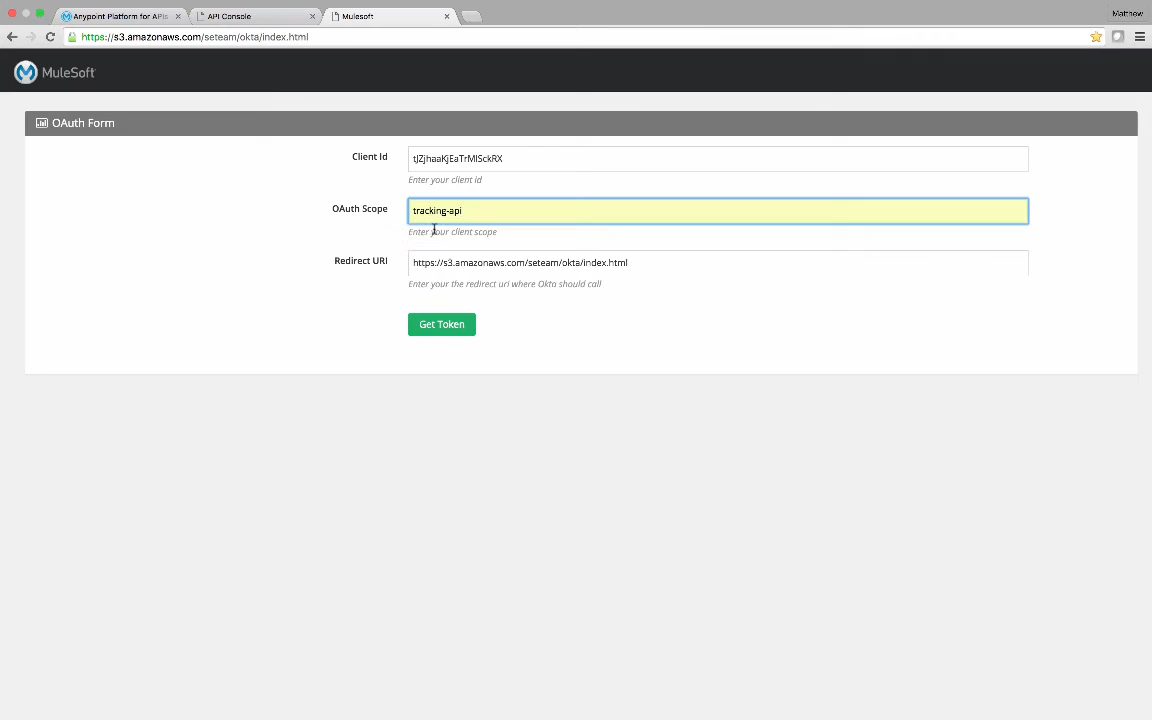 Anypoint Platform for APIs
API Console
Mulesoft
Matthew
https://s3.amazonaws.com/seteam/okta/index.html
MuleSoft
OAuth Form
Client Id
tJZjhaaKjEaTrMlSckRX
Enter your client id
OAuth Scope
tracking-api
Enter your client scope
Redirect URI
https://s3.amazonaws.com/seteam/okta/index.html
Enter your the redirect uri where Okta should call
Get Token